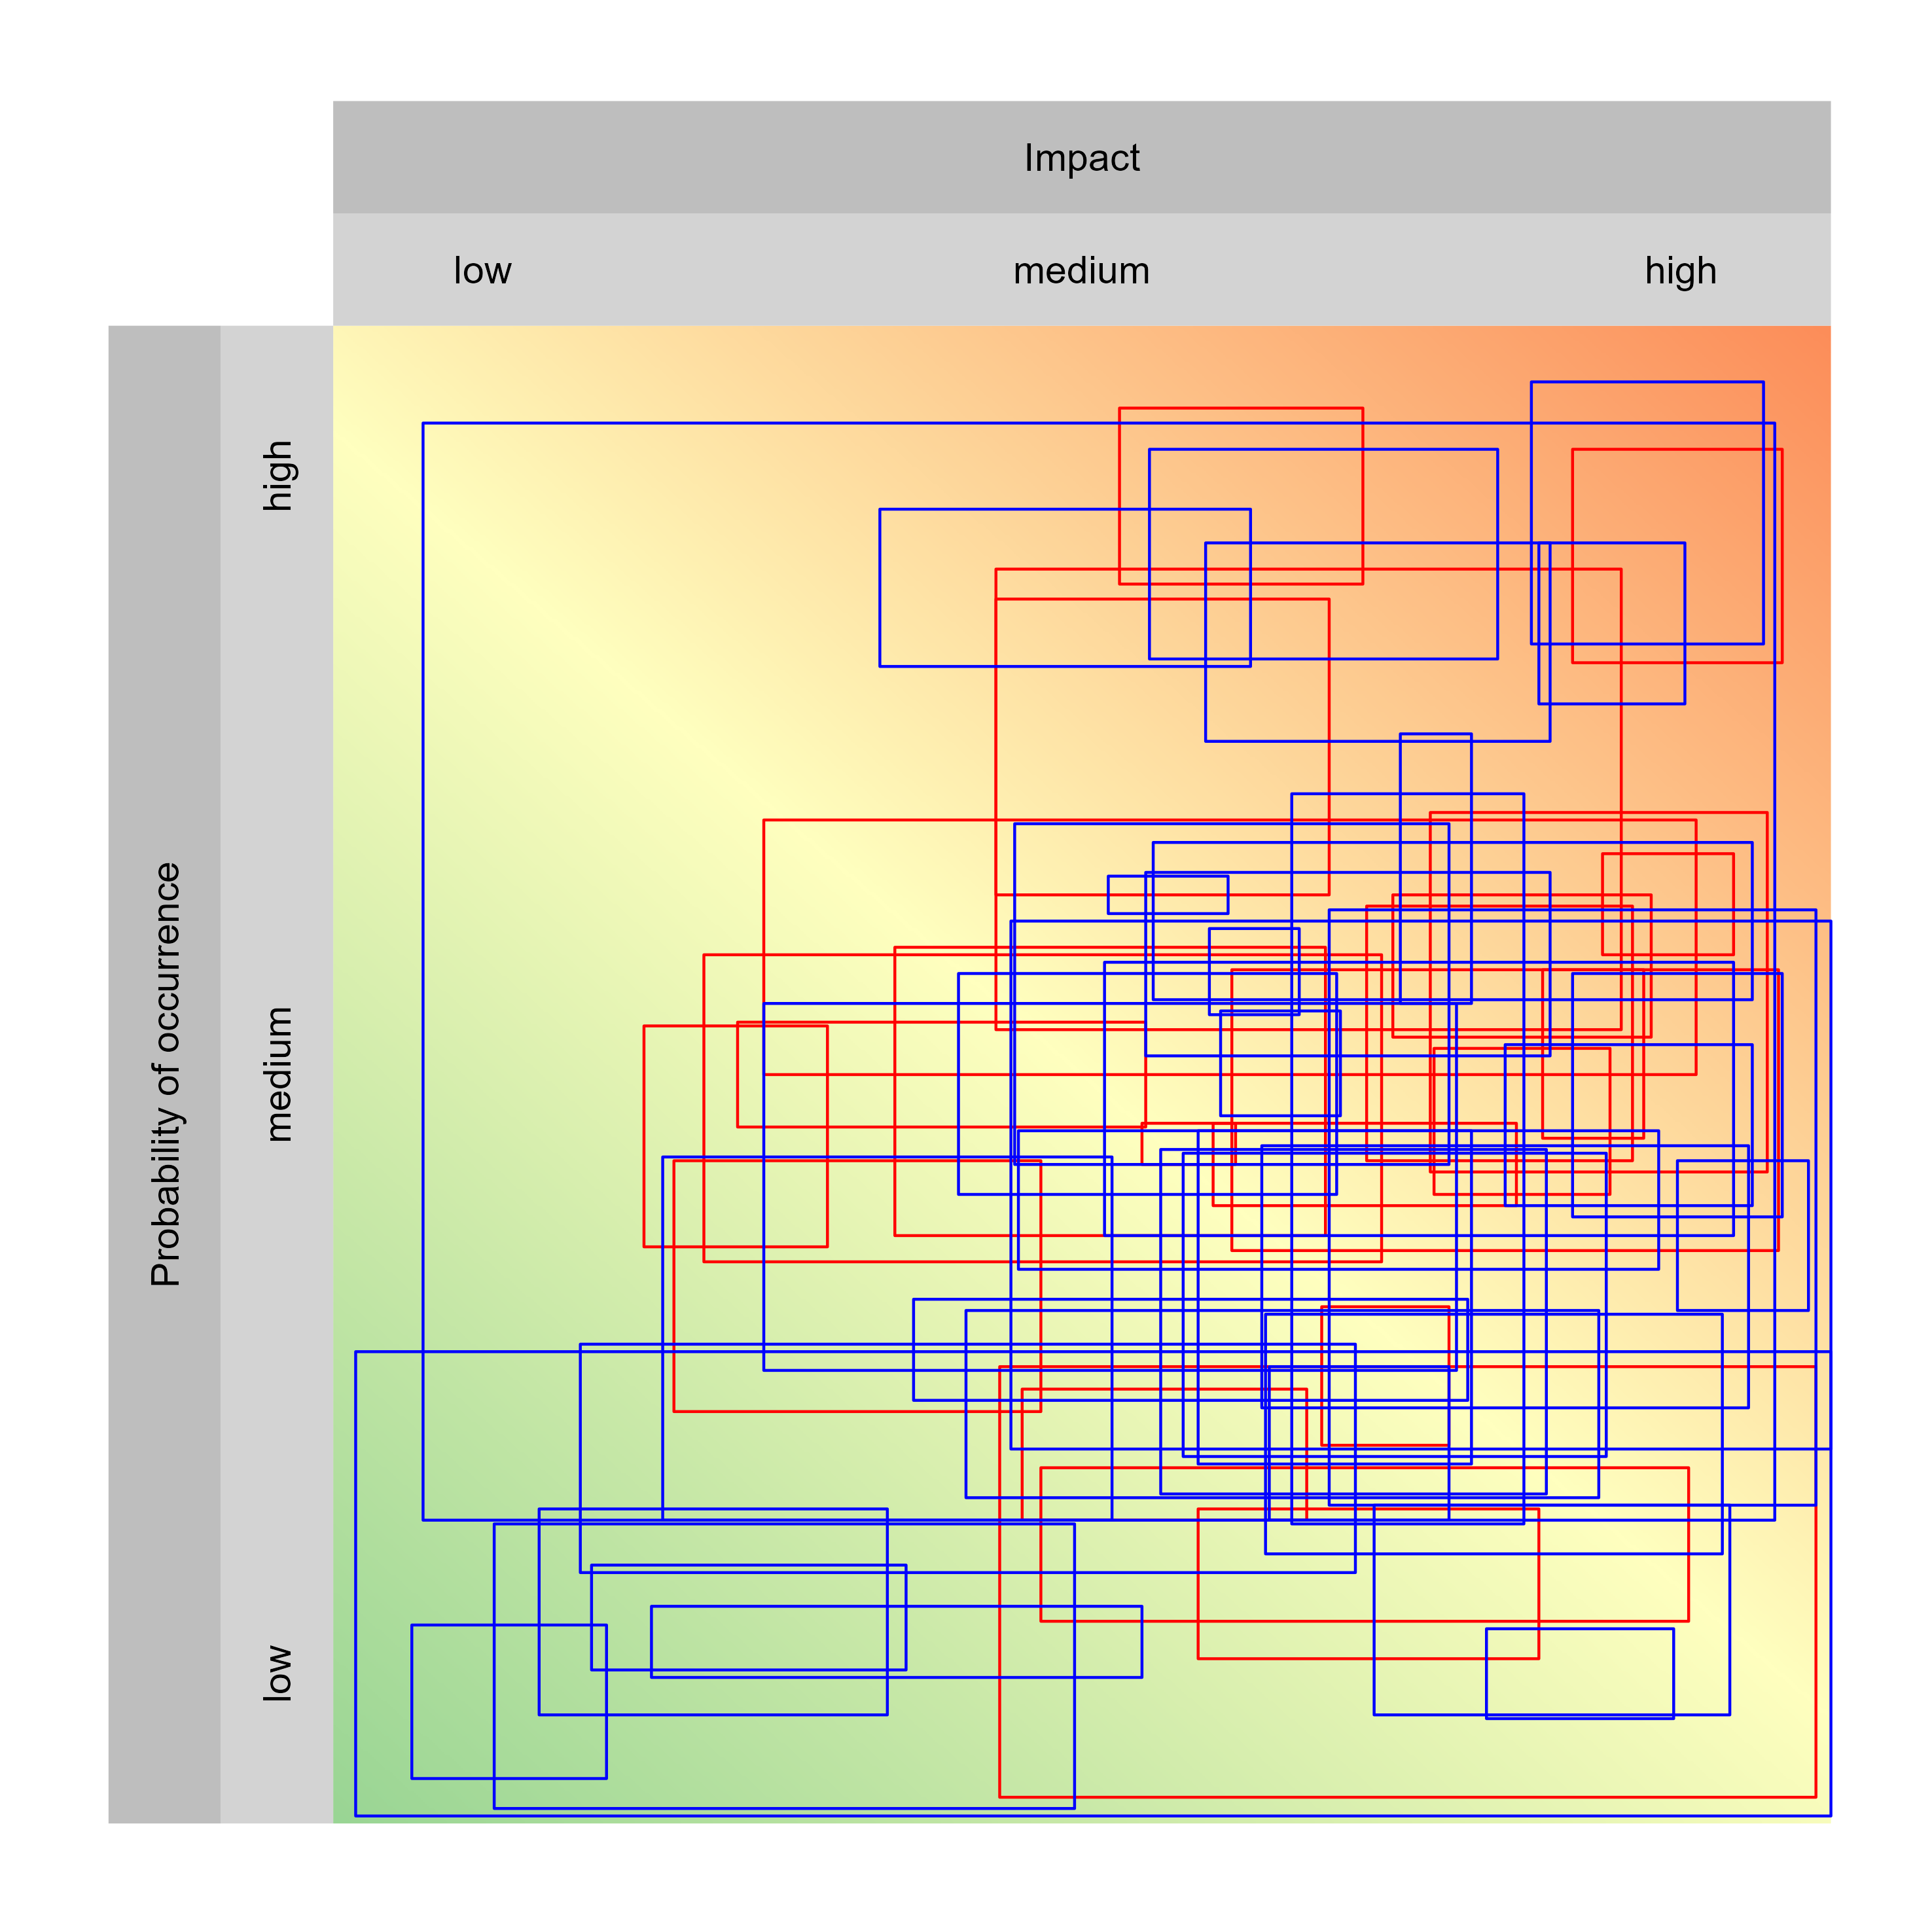 Impact
low
medium
high
Probability of occurrence
high
medium
low